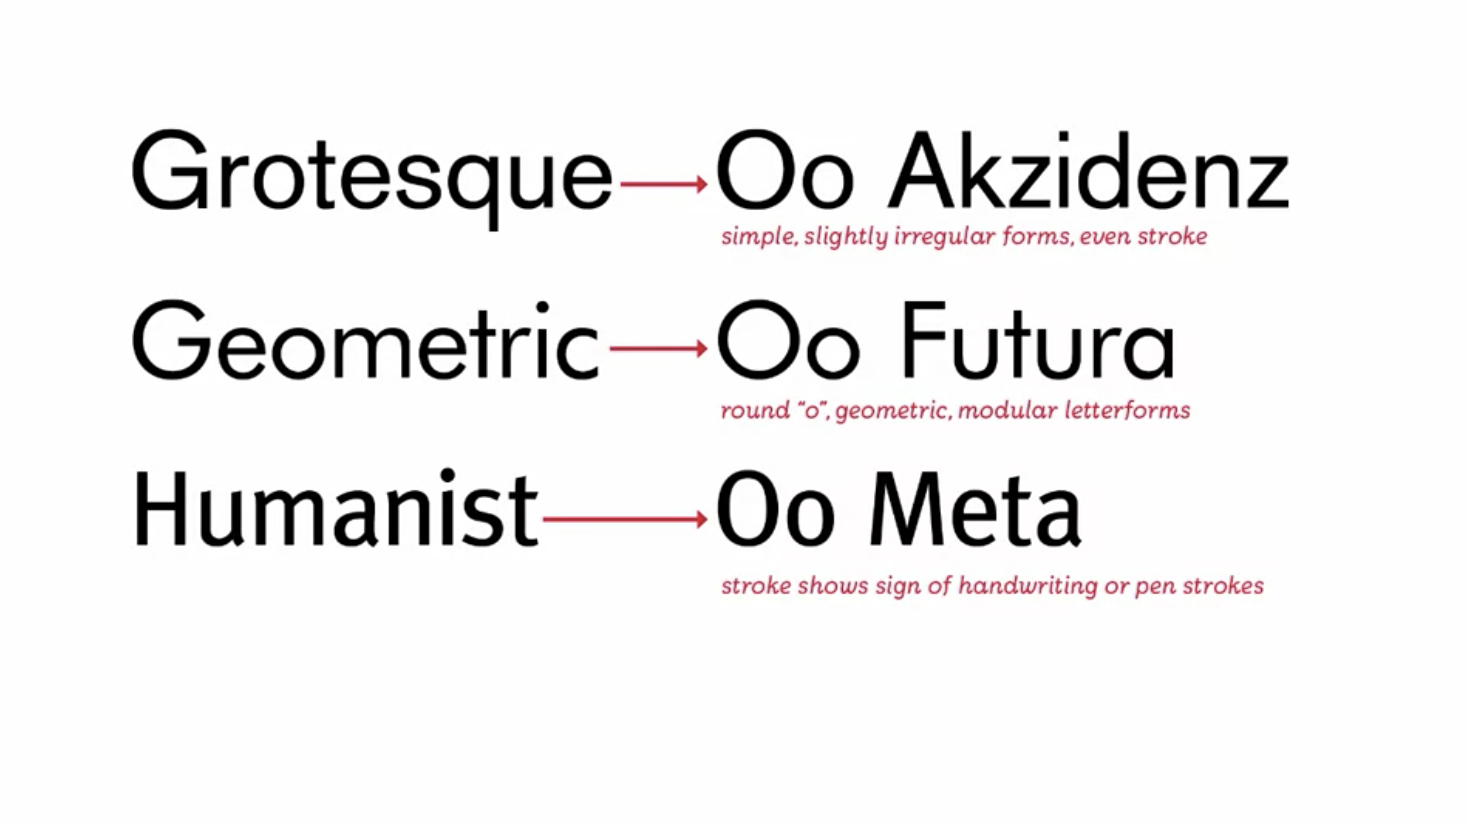 Grotesque → Oo Akzidenz
simple, slightly irregular forms, even stroke
Geometric → Oo Futura
round “o”, geometric, modular letterforms
Humanist → Oo Meta
stroke shows sign of handwriting or pen strokes